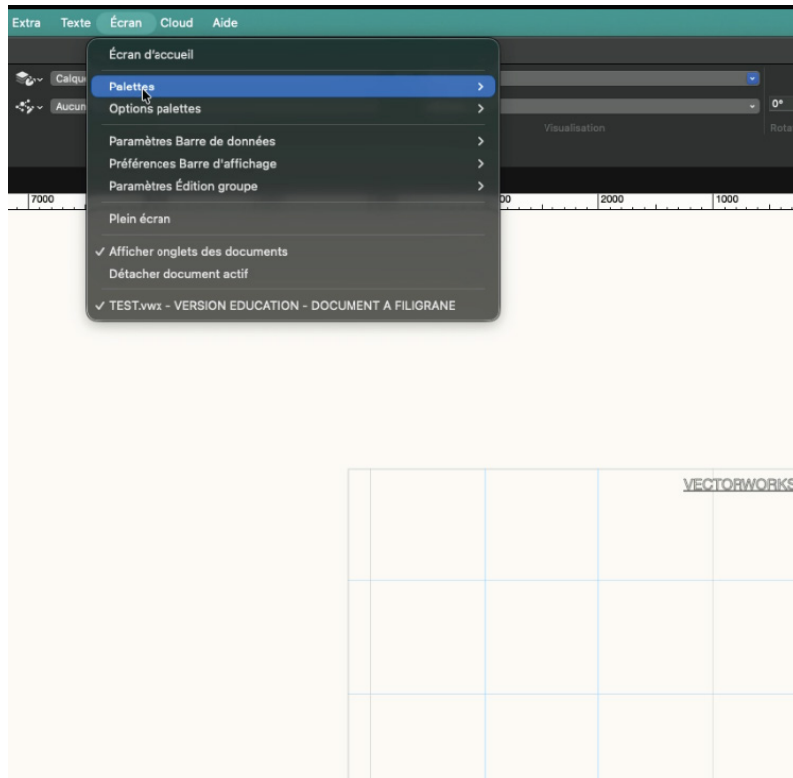 Extra Texte Écran Cloud Aide
Écran d'accueil
Calqu
Palettes
Aucun
Options palettes
0°
Visualisation
Rota
Paramètres Barre de données
Préférences Barre d'affichage
Paramètres Édition groupe
7000
00
2000
1000
Plein écran
Afficher onglets des documents
Détacher document actif
TEST.vwx - VERSION EDUCATION - DOCUMENT A FILIGRANE
VECTORWORKS